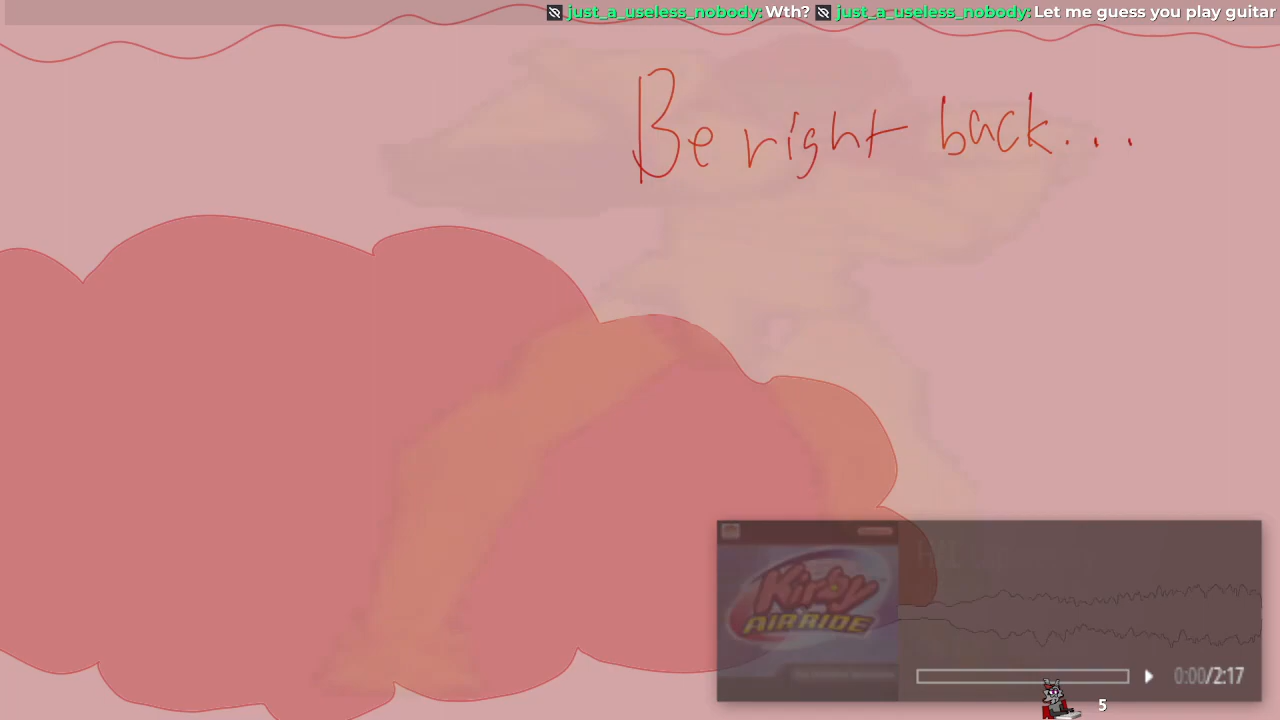 just_a_useless_nobody: Wth? just_a_useless_nobody: Let me guess you play guitar
Be right back...
Kirby
AIR RIDE
0:00/2:17
5